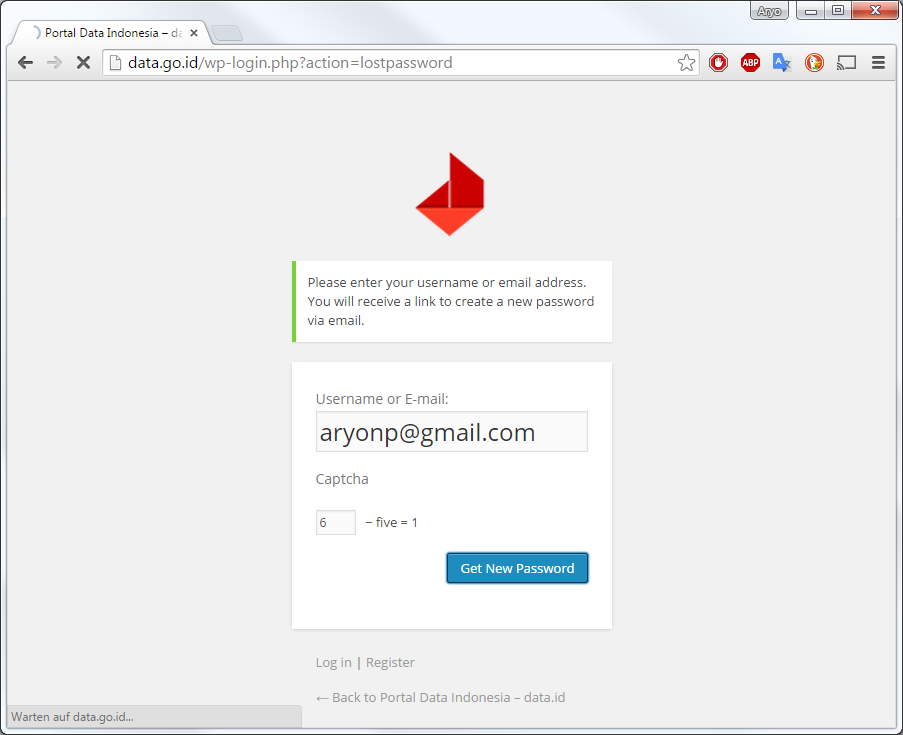 Aryo
Portal Data Indonesia – da
data.go.id/wp-login.php?action=lostpassword
ABP
A
Please enter your username or email address.
You will receive a link to create a new password
via email.
Username or E-mail:
aryonp@gmail.com
Captcha
6 − five = 1
Get New Password
Log in | Register
← Back to Portal Data Indonesia – data.id
Warten auf data.go.id...